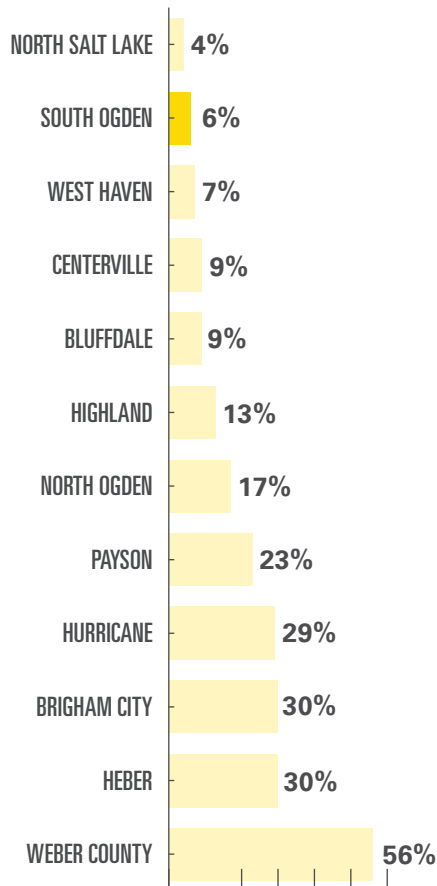 NORTH SALT LAKE 4%
SOUTH OGDEN 6%
WEST HAVEN 7%
CENTERVILLE 9%
BLUFFDALE 9%
HIGHLAND 13%
NORTH OGDEN 17%
PAYSON 23%
HURRICANE 29%
BRIGHAM CITY 30%
HEBER 30%
WEBER COUNTY 56%